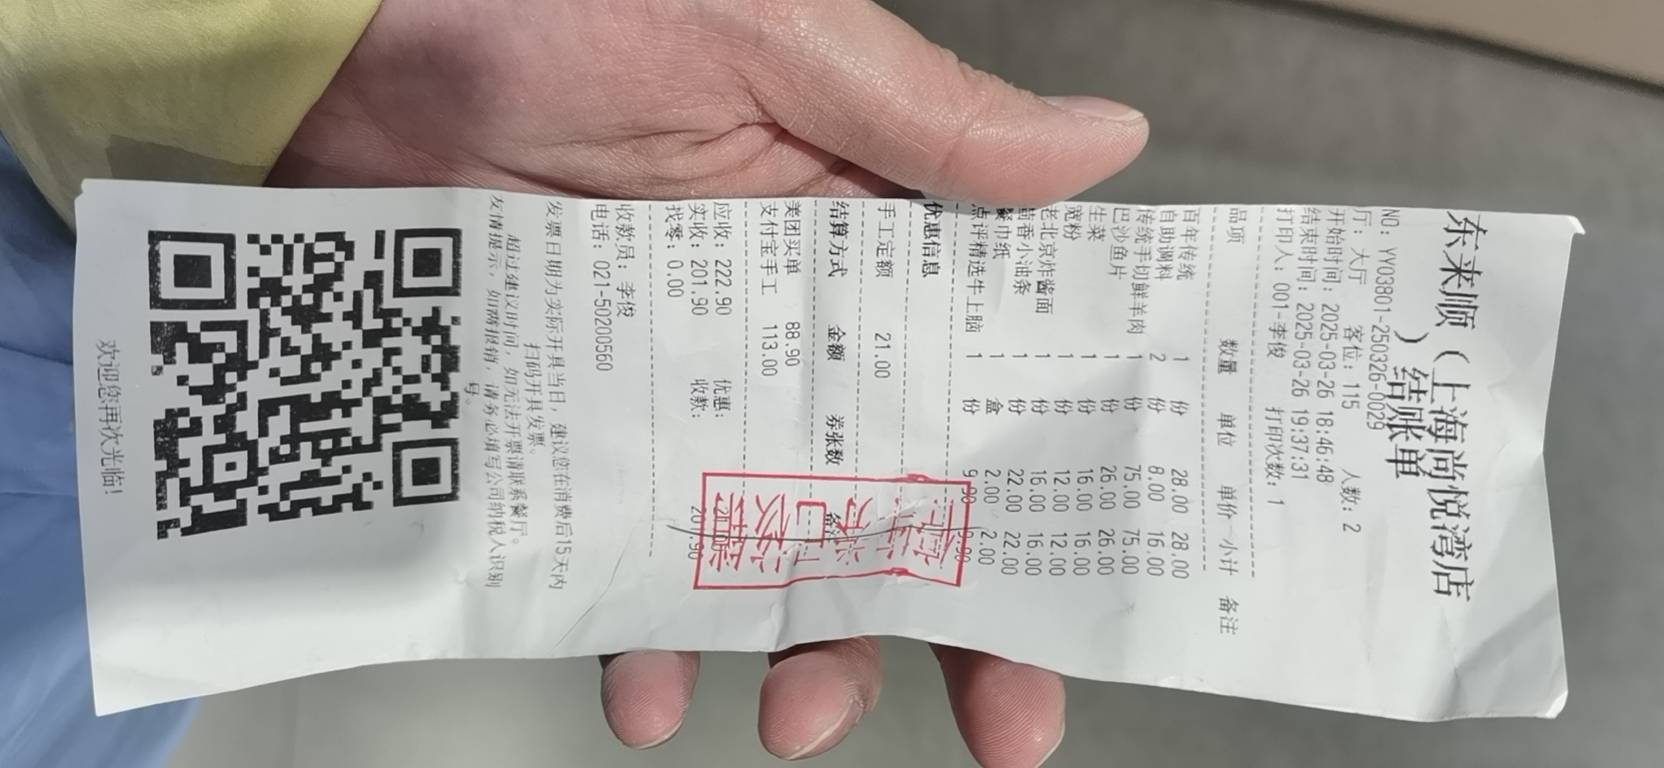 东来顺（上海尚悦湾店
）结账单
NO: YY03801-250326-0029
厅: 大厅 客位: 115 人数: 2
开始时间: 2025-03-26 18:46:48
结束时间: 2025-03-26 19:37:31
打印人: 001-李俊 打印次数: 1
品项 数量 单位 单价 小计 备注
百年传统 1 份 28.00 28.00
自助调料 2 份 8.00 16.00
传统手切鲜羊肉 1 份 75.00 75.00
巴沙鱼片 1 份 26.00 26.00
生菜 1 份 16.00 16.00
宽粉 1 份 12.00 12.00
老北京炸酱面 1 份 16.00 16.00
茴香小油条 1 份 22.00 22.00
餐巾纸 1 盒 2.00 2.00
点评精选牛上脑 1 份 9.90 9.90
优惠信息
手工定额 21.00
结算方式 金额 券张数 备注
美团买单 88.90
支付宝手工 113.00
应收: 222.90 优惠: 21.00
实收: 201.90 收款: 201.90
找零: 0.00
收款员: 李俊
电话: 021-50200560
发票日期为实际开具当日，建议您在消费后15天内
扫码开具发票。
超过建议时间，如无法开票请联系餐厅。
友情提示，如需报销，请务必填写公司纳税人识别
号。
欢迎您再次光临!